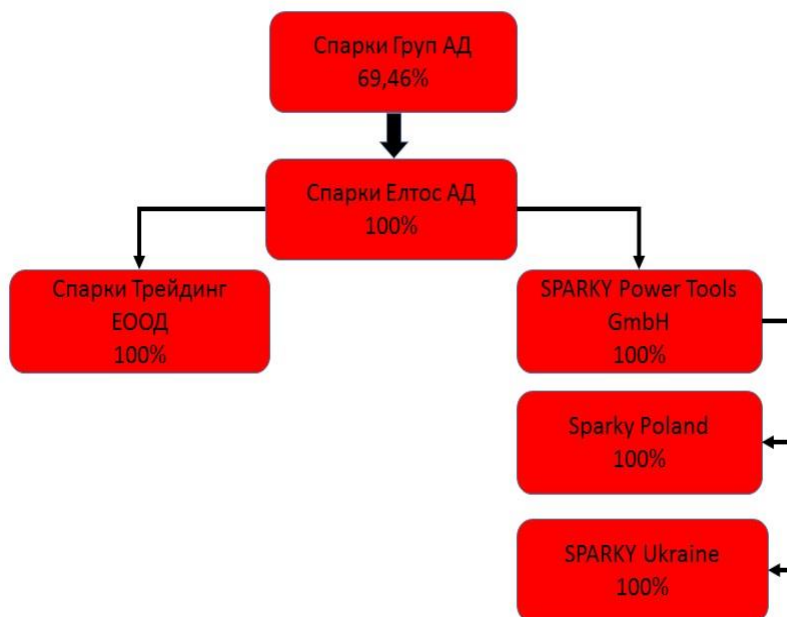 Спарки Груп АД
69,46%
Спарки Елтос АД
100%
Спарки Трейдинг
ЕООД
100%
SPARKY Power Tools
GmbH
100%
Sparky Poland
100%
SPARKY Ukraine
100%